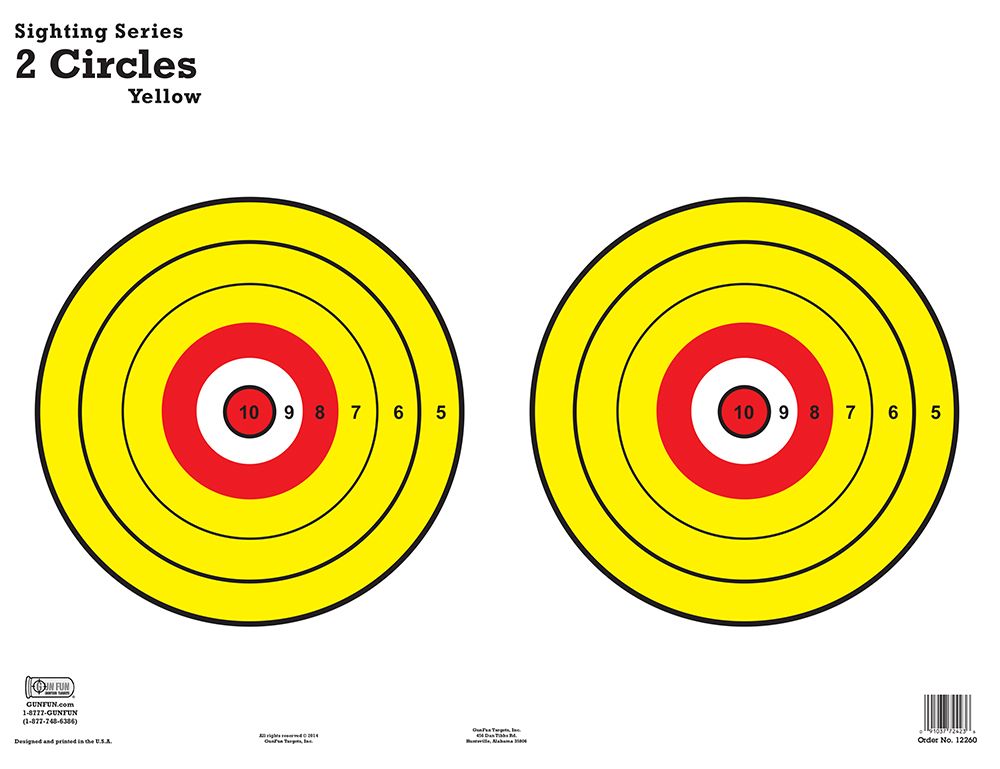 Sighting Series
2 Circles
Yellow
10 9 8 7 6 5
10 9 8 7 6 5
GUN FUN
GUNFUN TARGETS
GUNFUN.com
1-8777-GUNFUN
(1-877-748-6386)
Designed and printed in the U.S.A.
All rights reserved © 2014
GunFun Targets, Inc.
GunFun Targets, Inc.
456 Dan Tibbs Rd.
Huntsville, Alabama 35806
Order No. 12260